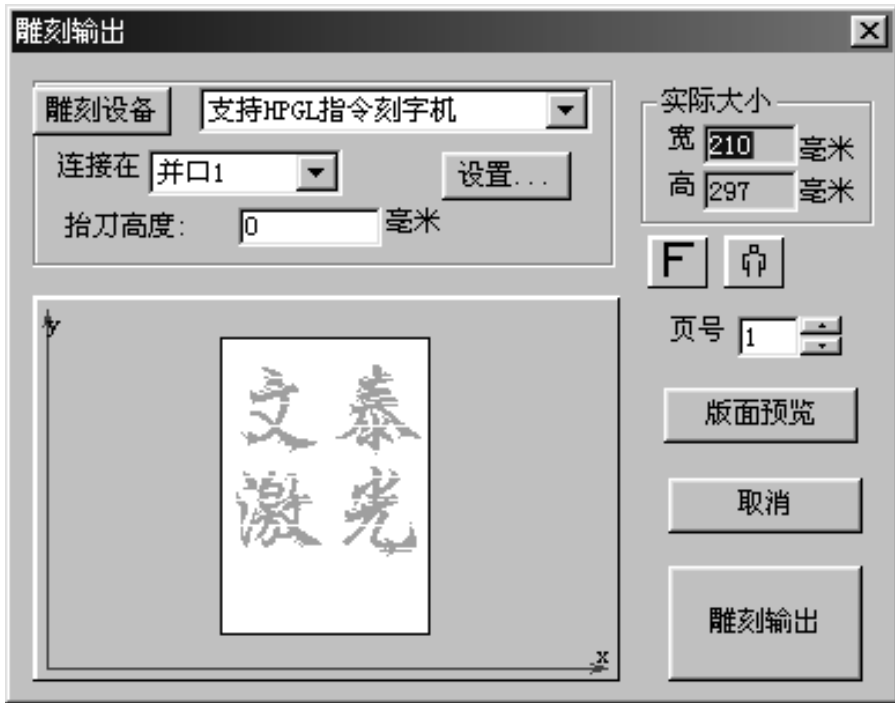 雕刻输出
雕刻设备 支持HPGL指令刻字机
连接在 并口1 设置...
抬刀高度: 0 毫米
实际大小
宽 210 毫米
高 297 毫米
F
页号 1
y
文泰
激光
x
版面预览
取消
雕刻输出